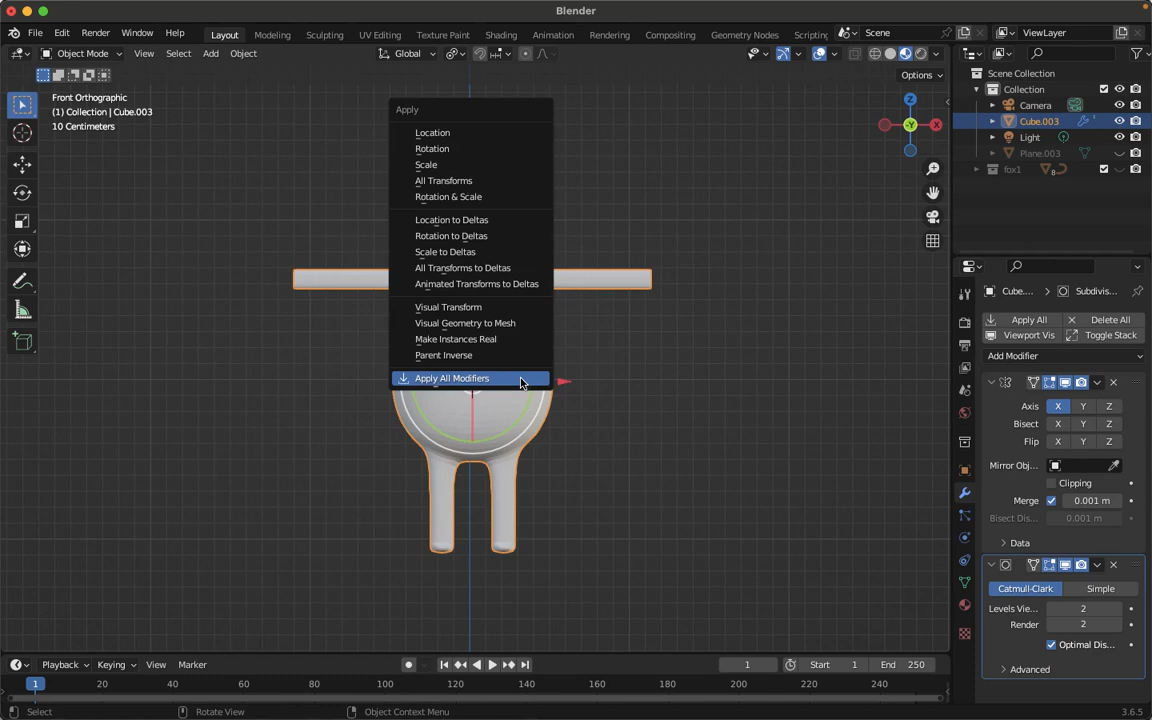 Blender
File Edit Render Window Help Layout Modeling Sculpting UV Editing Texture Paint Shading Animation Rendering Compositing Geometry Nodes Scripting Scene ViewLayer
Object Mode View Select Add Object Global
Options
Front Orthographic
(1) Collection | Cube.003
10 Centimeters
Z
-Y
X
Apply
Location
Rotation
Scale
All Transforms
Rotation & Scale
Location to Deltas
Rotation to Deltas
Scale to Deltas
All Transforms to Deltas
Animated Transforms to Deltas
Visual Transform
Visual Geometry to Mesh
Make Instances Real
Parent Inverse
Apply All Modifiers
Scene Collection
Collection
Camera
Cube.003
Light
Plane.003
fox1 8
Cube.... Subdivis...
Apply All Delete All
Viewport Vis Toggle Stack
Add Modifier
Axis X Y Z
Bisect X Y Z
Flip X Y Z
Mirror Obj...
Clipping
Merge 0.001 m
Bisect Dis... 0.001 m
Data
Catmull-Clark Simple
Levels Vie... 2
Render 2
Optimal Dis...
Advanced
Playback Keying View Marker 1 Start 1 End 250
1 20 40 60 80 100 120 140 160 180 200 220 240
Select Rotate View Object Context Menu 3.6.5